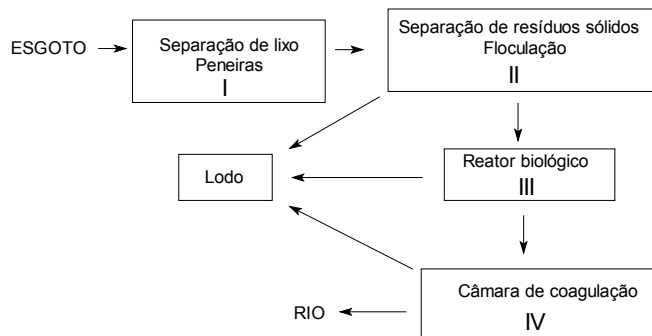 ESGOTO
Separação de lixo
Peneiras
I
Separação de resíduos sólidos
Floculação
II
Lodo
Reator biológico
III
Câmara de coagulação
IV
RIO